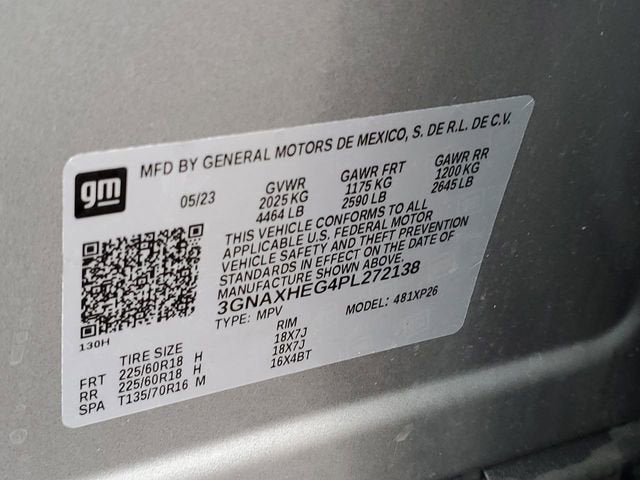 gm
MFD BY GENERAL MOTORS DE MEXICO, S. DE R.L. DE C.V.
05/23
GVWR
2025 KG
4464 LB
GAWR FRT
1175 KG
2590 LB
GAWR RR
1200 KG
2645 LB
THIS VEHICLE CONFORMS TO ALL
APPLICABLE U.S. FEDERAL MOTOR
VEHICLE SAFETY AND THEFT PREVENTION
STANDARDS IN EFFECT ON THE DATE OF
MANUFACTURE SHOWN ABOVE.
3GNAXHEG4PL272138
TYPE: MPV
MODEL: 481XP26
130H
TIRE SIZE RIM
FRT 225/60R18 H 18X7J
RR 225/60R18 H 18X7J
SPA T135/70R16 M 16X4BT